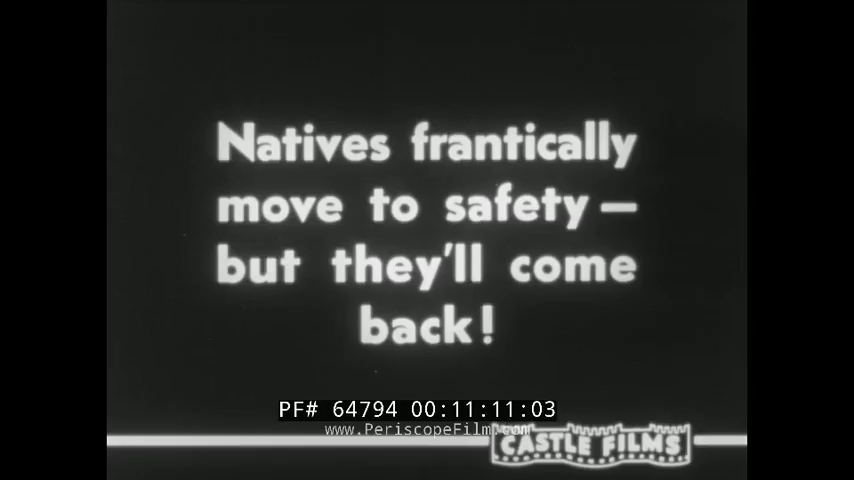 Natives frantically
move to safety —
but they'll come
back!
PF# 64794 00:11:11:03
www.PeriscopeFilm.com
CASTLE FILMS